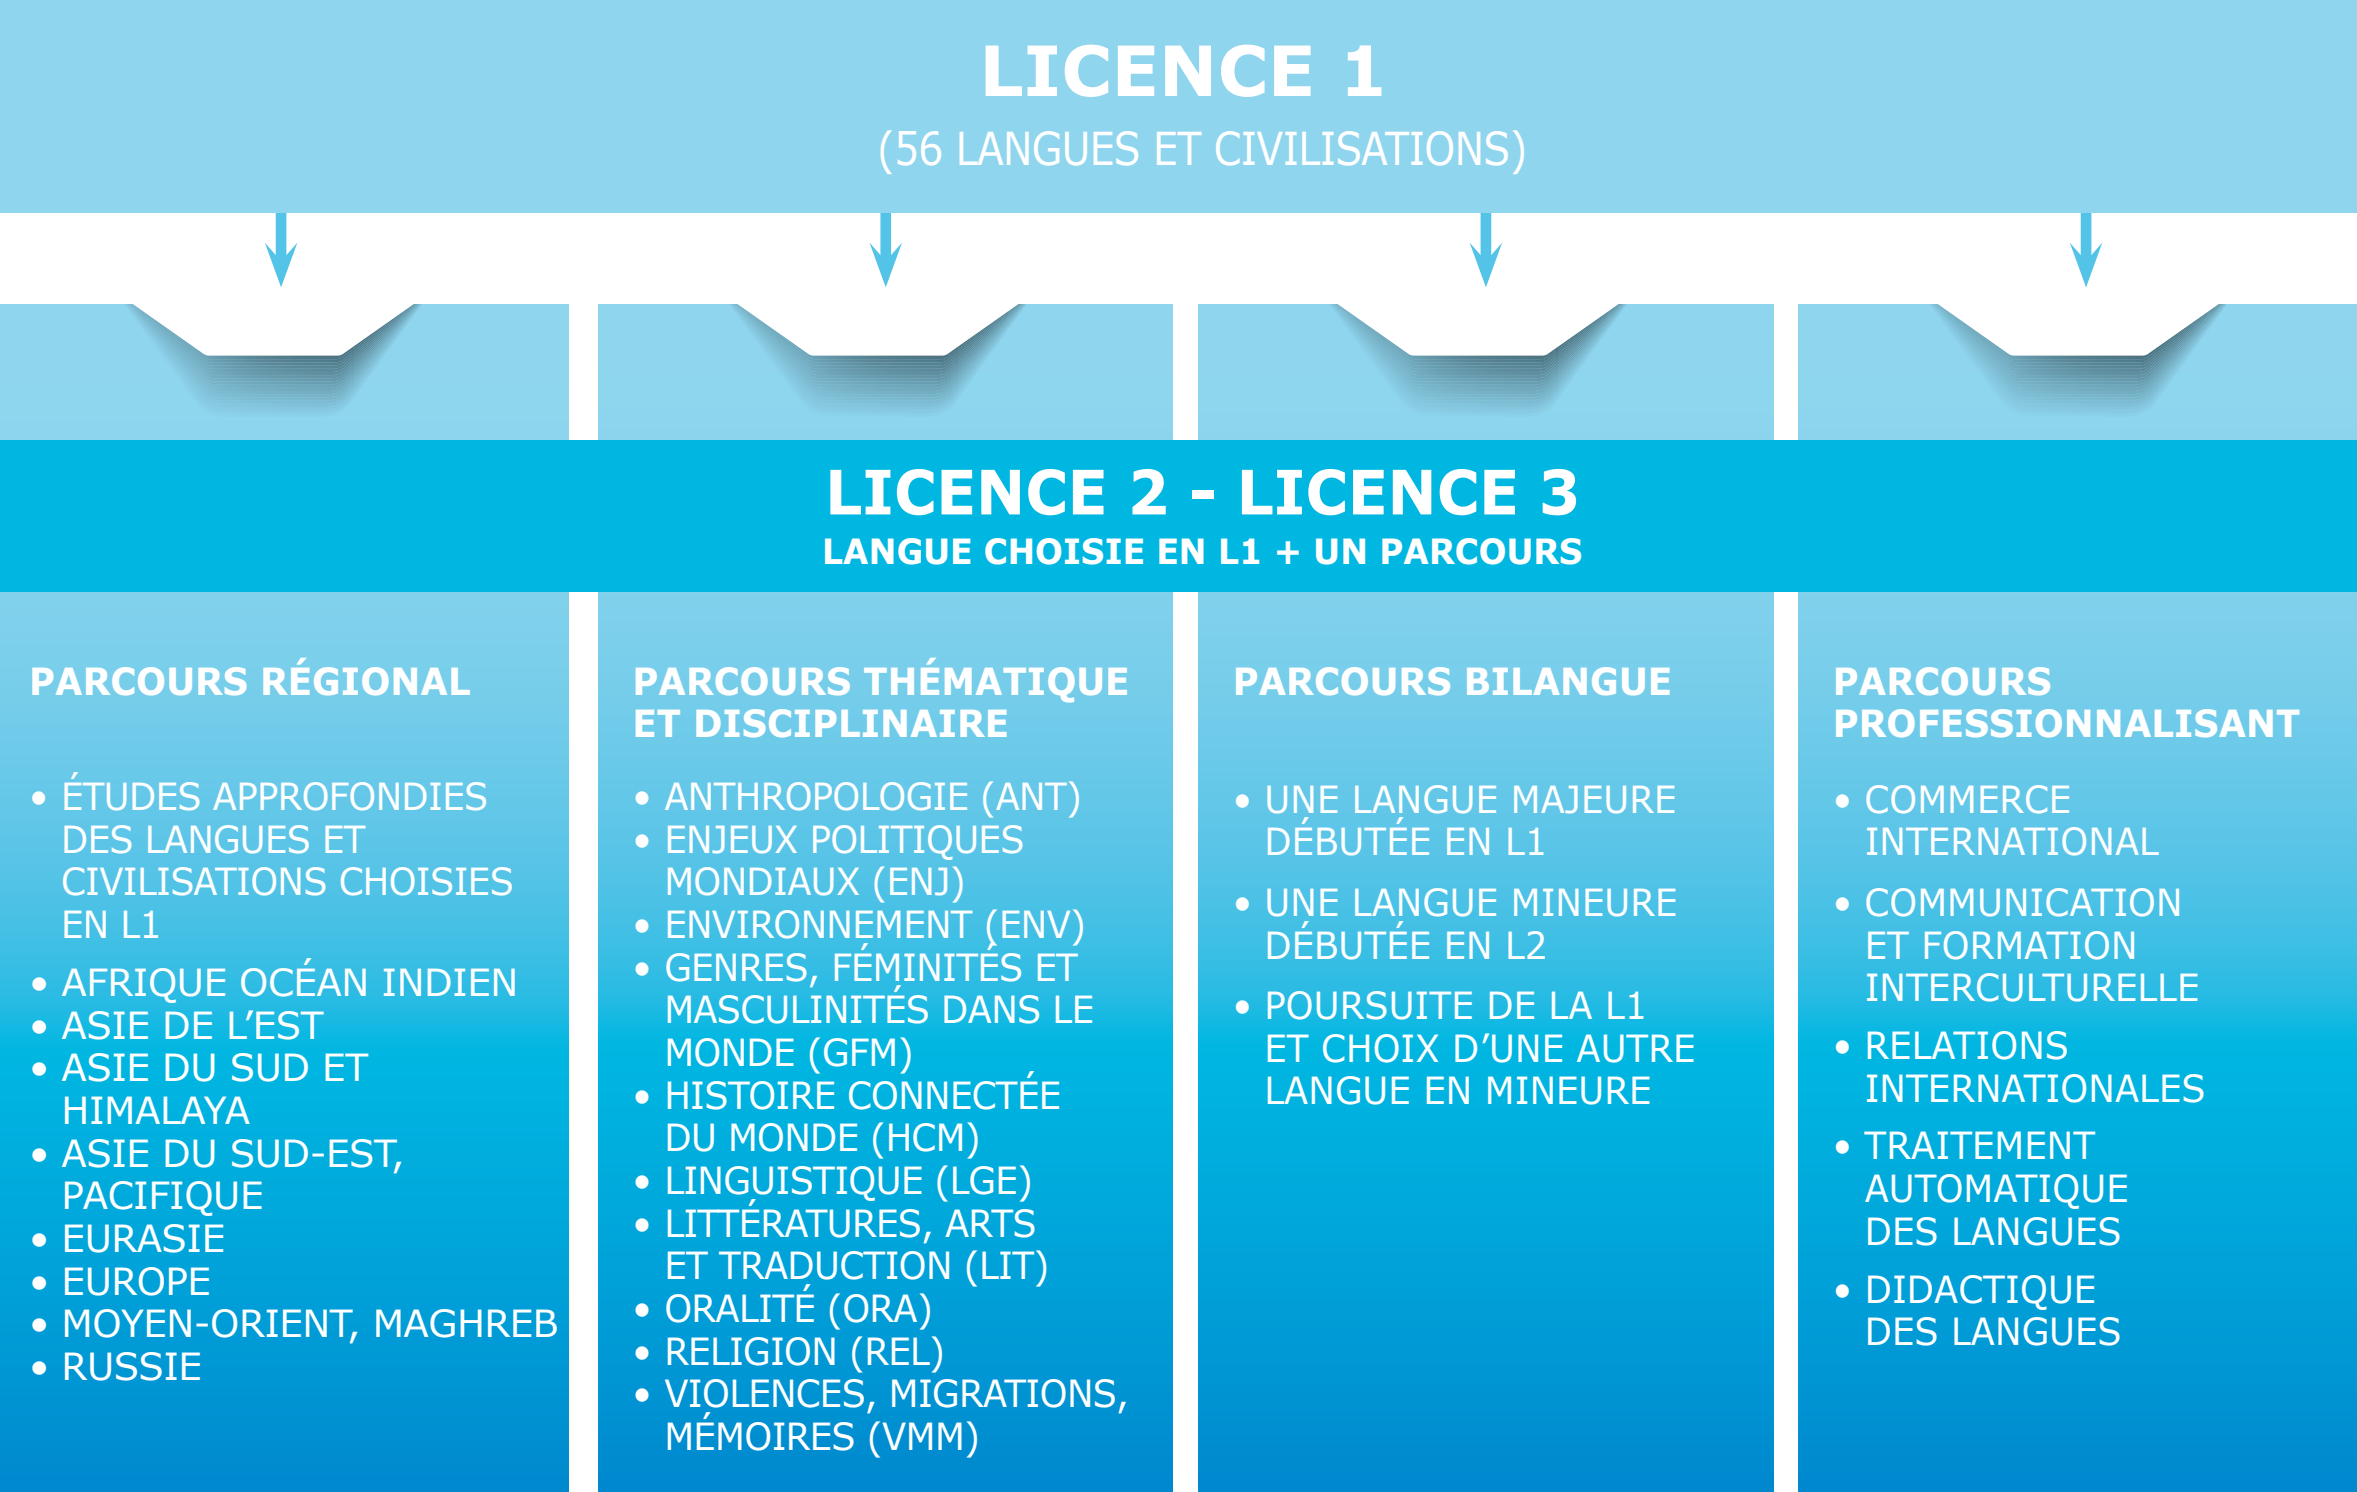 LICENCE 1
(56 LANGUES ET CIVILISATIONS)
LICENCE 2 - LICENCE 3
LANGUE CHOISIE EN L1 + UN PARCOURS
PARCOURS RÉGIONAL
• ÉTUDES APPROFONDIES
DES LANGUES ET
CIVILISATIONS CHOISIES
EN L1
• AFRIQUE OCÉAN INDIEN
• ASIE DE L’EST
• ASIE DU SUD ET
HIMALAYA
• ASIE DU SUD-EST,
PACIFIQUE
• EURASIE
• EUROPE
• MOYEN-ORIENT, MAGHREB
• RUSSIE
PARCOURS THÉMATIQUE
ET DISCIPLINAIRE
• ANTHROPOLOGIE (ANT)
• ENJEUX POLITIQUES
MONDIAUX (ENJ)
• ENVIRONNEMENT (ENV)
• GENRES, FÉMINITÉS ET
MASCULINITÉS DANS LE
MONDE (GFM)
• HISTOIRE CONNECTÉE
DU MONDE (HCM)
• LINGUISTIQUE (LGE)
• LITTÉRATURES, ARTS
ET TRADUCTION (LIT)
• ORALITÉ (ORA)
• RELIGION (REL)
• VIOLENCES, MIGRATIONS,
MÉMOIRES (VMM)
PARCOURS BILANGUE
• UNE LANGUE MAJEURE
DÉBUTÉE EN L1
• UNE LANGUE MINEURE
DÉBUTÉE EN L2
• POURSUITE DE LA L1
ET CHOIX D’UNE AUTRE
LANGUE EN MINEURE
PARCOURS
PROFESSIONNALISANT
• COMMERCE
INTERNATIONAL
• COMMUNICATION
ET FORMATION
INTERCULTURELLE
• RELATIONS
INTERNATIONALES
• TRAITEMENT
AUTOMATIQUE
DES LANGUES
• DIDACTIQUE
DES LANGUES